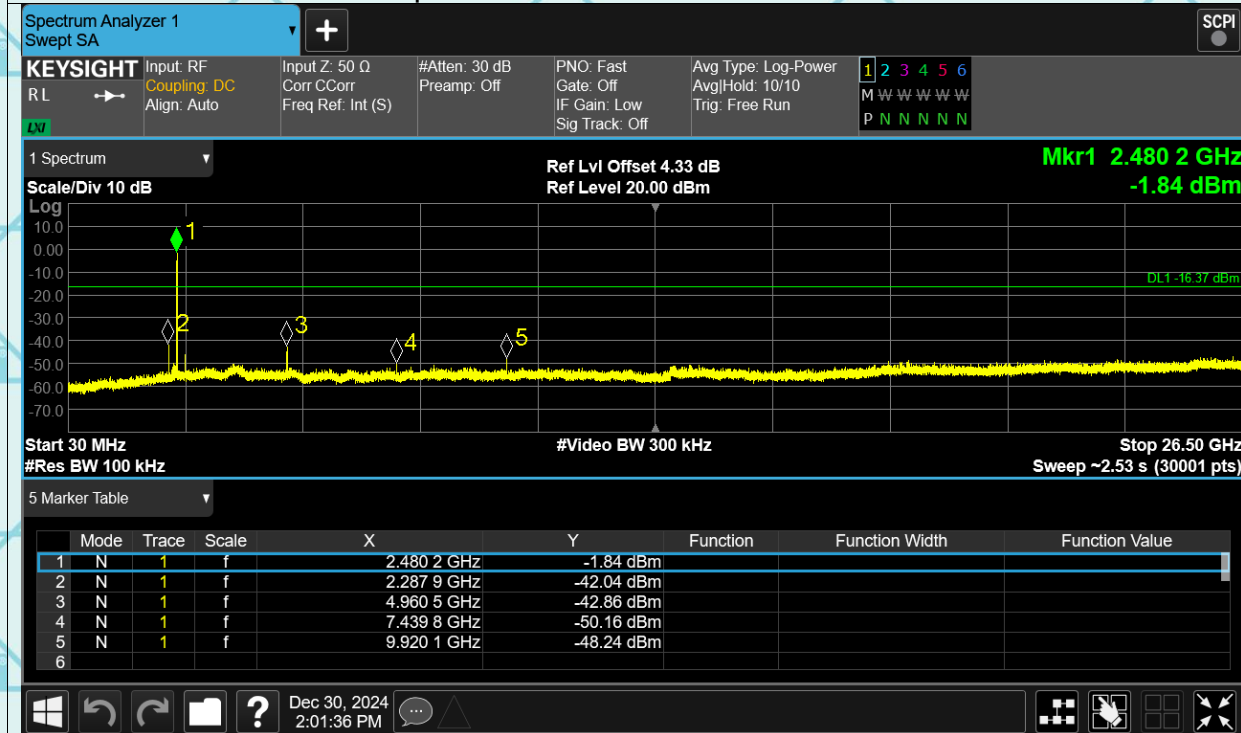 Spectrum Analyzer 1
Swept SA
+
SCPI
KEYSIGHT
RL
LXI
Input: RF
Coupling: DC
Align: Auto
Input Z: 50 Ω
Corr CCorr
Freq Ref: Int (S)
#Atten: 30 dB
Preamp: Off
PNO: Fast
Gate: Off
IF Gain: Low
Sig Track: Off
Avg Type: Log-Power
Avg|Hold: 10/10
Trig: Free Run
1 2 3 4 5 6
M W W W W W
P N N N N N
1 Spectrum
Scale/Div 10 dB
Ref Lvl Offset 4.33 dB
Ref Level 20.00 dBm
Mkr1 2.480 2 GHz
-1.84 dBm
Log
10.0
0.00
-10.0
-20.0
-30.0
-40.0
-50.0
-60.0
-70.0
1
2
3
4
5
DL1 -16.37 dBm
Start 30 MHz
#Video BW 300 kHz
Stop 26.50 GHz
#Res BW 100 kHz
Sweep ~2.53 s (30001 pts)
5 Marker Table
Mode Trace Scale X Y Function Function Width Function Value
1 N 1 f 2.480 2 GHz -1.84 dBm
2 N 1 f 2.287 9 GHz -42.04 dBm
3 N 1 f 4.960 5 GHz -42.86 dBm
4 N 1 f 7.439 8 GHz -50.16 dBm
5 N 1 f 9.920 1 GHz -48.24 dBm
6
?
Dec 30, 2024
2:01:36 PM